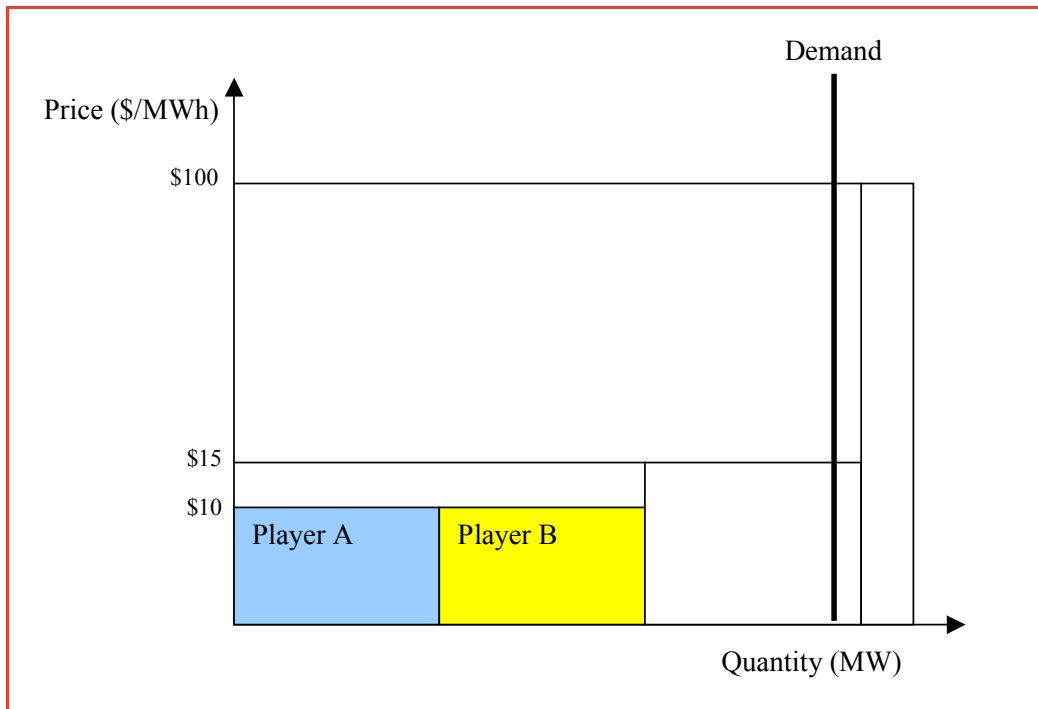 Demand
Price ($/MWh)
$100
$15
$10
Player A
Player B
Quantity (MW)